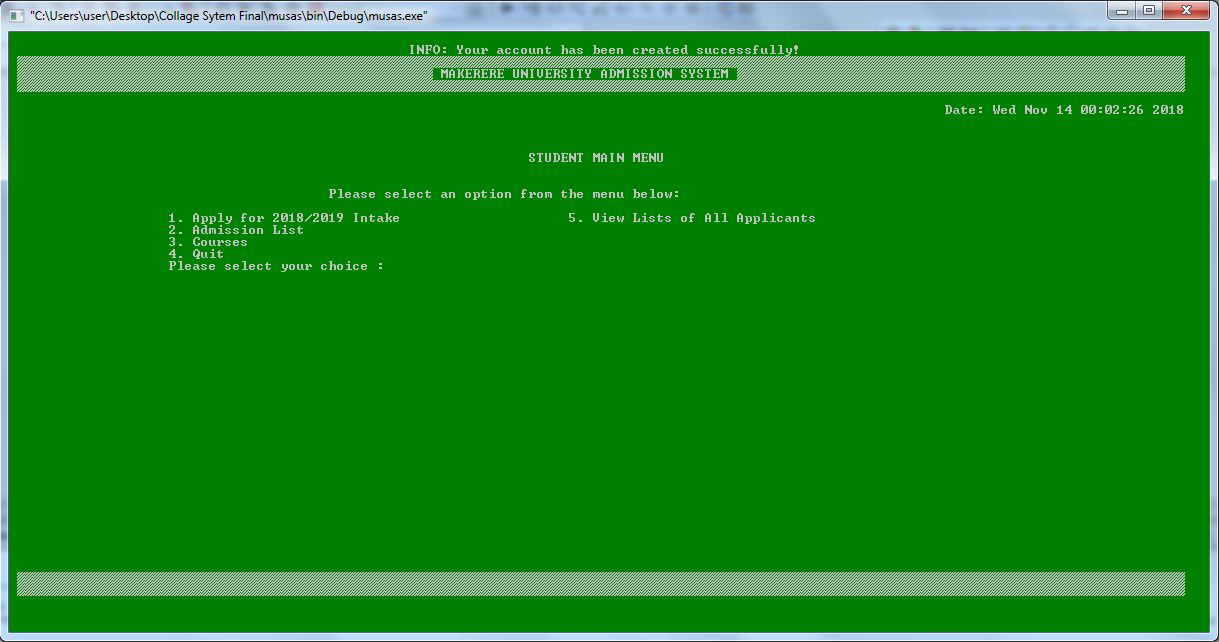 "C:\Users\user\Desktop\Collage Sytem Final\musas\bin\Debug\musas.exe"
INFO: Your account has been created successfully!
MAKERERE UNIVERSITY ADMISSION SYSTEM
Date: Wed Nov 14 00:02:26 2018
STUDENT MAIN MENU
Please select an option from the menu below:
1. Apply for 2018/2019 Intake 5. View Lists of All Applicants
2. Admission List
3. Courses
4. Quit
Please select your choice :